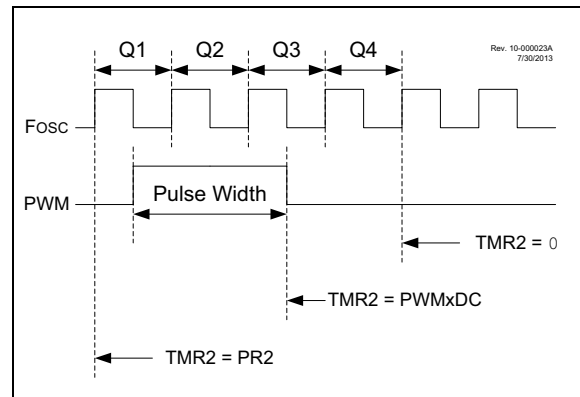 Q1 Q2 Q3 Q4
Rev. 10-000023A
7/30/2013
FOSC
Pulse Width
PWM
TMR2 = 0
TMR2 = PWMxDC
TMR2 = PR2